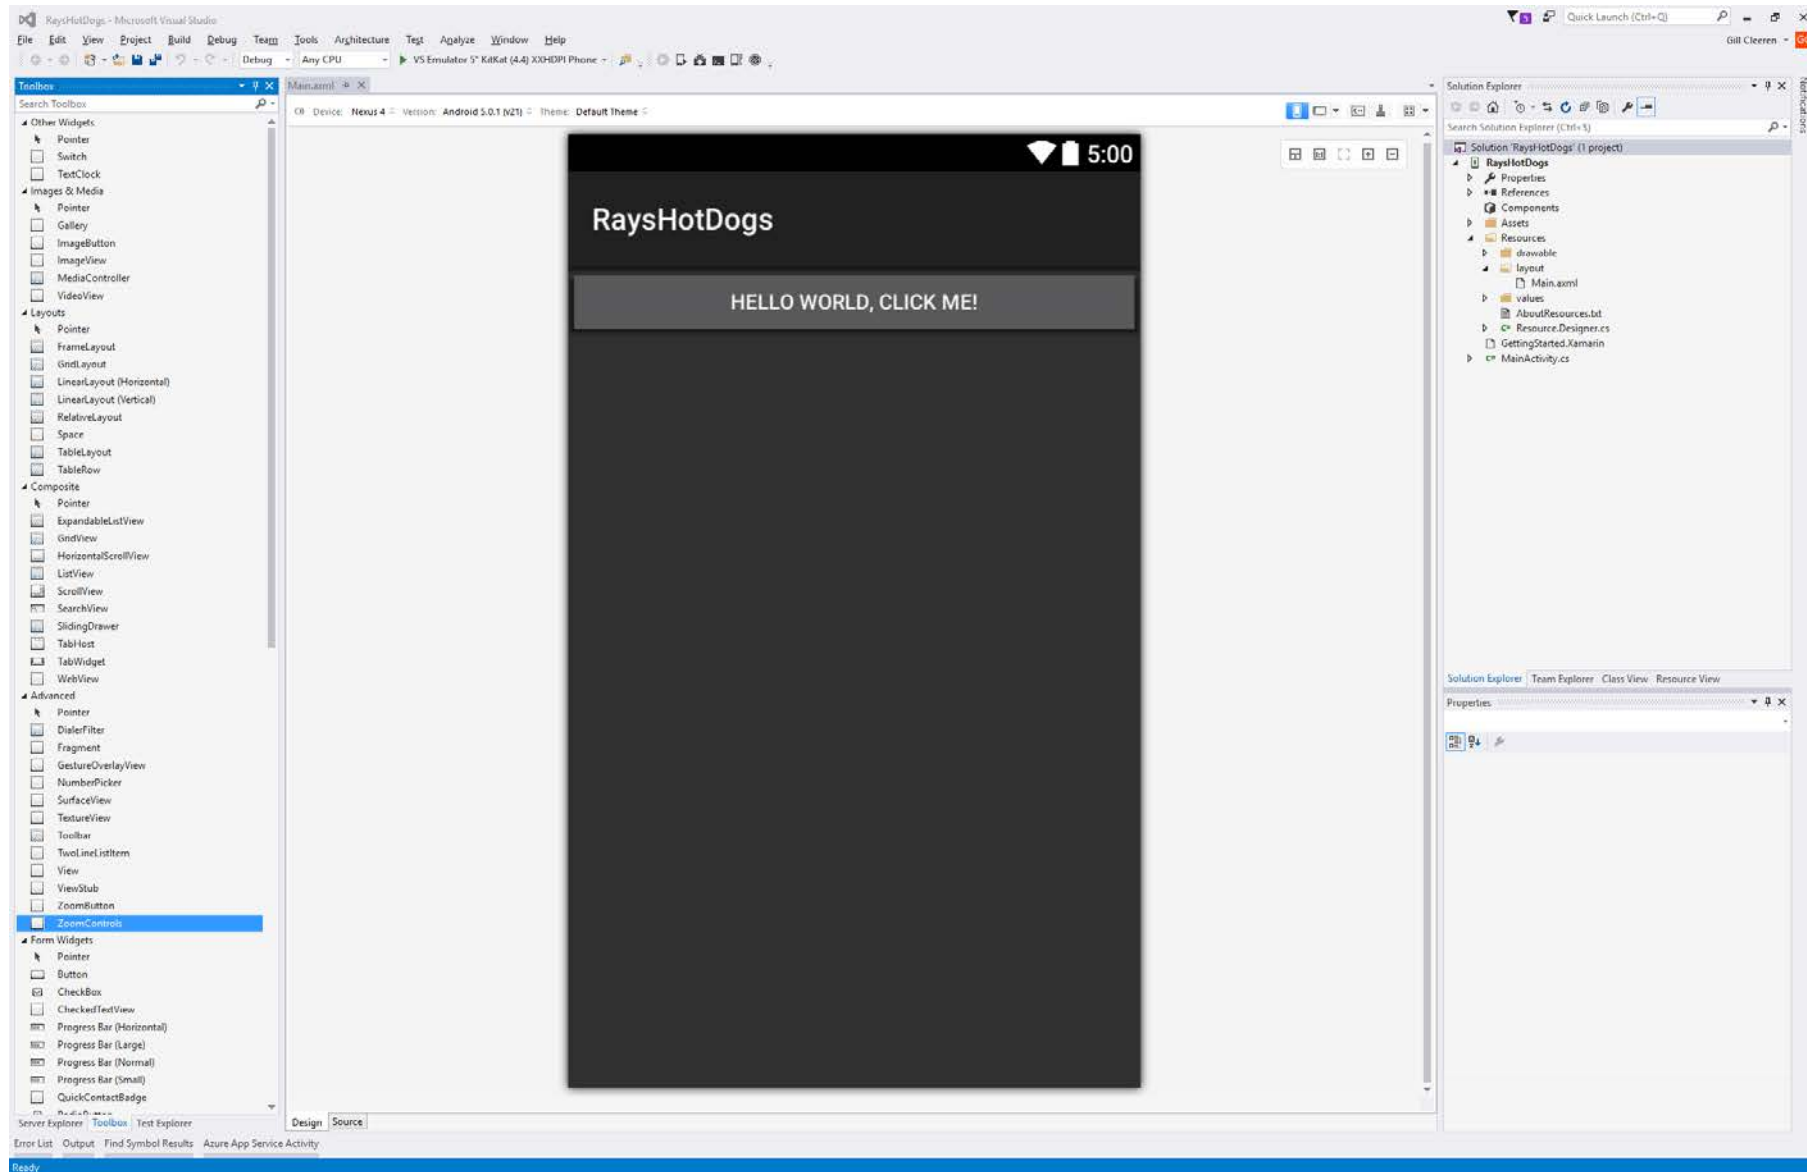 RaysHotDogs - Microsoft Visual Studio
Quick Launch (Ctrl+Q)
File Edit View Project Build Debug Team Tools Architecture Test Analyze Window Help
Gill Cleeren
Debug Any CPU VS Emulator 5" KitKat (4.4) XXHDPI Phone
Toolbox
Search Toolbox
Other Widgets
Pointer
Switch
TextClock
Images & Media
Pointer
Gallery
ImageButton
ImageView
MediaController
VideoView
Layouts
Pointer
FrameLayout
GridLayout
LinearLayout (Horizontal)
LinearLayout (Vertical)
RelativeLayout
Space
TableLayout
TableRow
Composite
Pointer
ExpandableListView
GridView
HorizontalScrollView
ListView
ScrollView
SearchView
SlidingDrawer
TabHost
TabWidget
WebView
Advanced
Pointer
DialerFilter
Fragment
GestureOverlayView
NumberPicker
SurfaceView
TextureView
Toolbar
TwoLineListItem
View
ViewStub
ZoomButton
ZoomControls
Form Widgets
Pointer
Button
CheckBox
CheckedTextView
Progress Bar (Horizontal)
Progress Bar (Large)
Progress Bar (Normal)
Progress Bar (Small)
QuickContactBadge
Server Explorer Toolbox Test Explorer
Main.axml
Device: Nexus 4 Version: Android 5.0.1 (v21) Theme: Default Theme
5:00
RaysHotDogs
HELLO WORLD, CLICK ME!
Design Source
Solution Explorer
Search Solution Explorer (Ctrl+$)
Solution 'RaysHotDogs' (1 project)
RaysHotDogs
Properties
References
Components
Assets
Resources
drawable
layout
Main.axml
values
AboutResources.txt
Resource.Designer.cs
GettingStarted.Xamarin
MainActivity.cs
Solution Explorer Team Explorer Class View Resource View
Properties
Notifications
Error List Output Find Symbol Results Azure App Service Activity
Ready